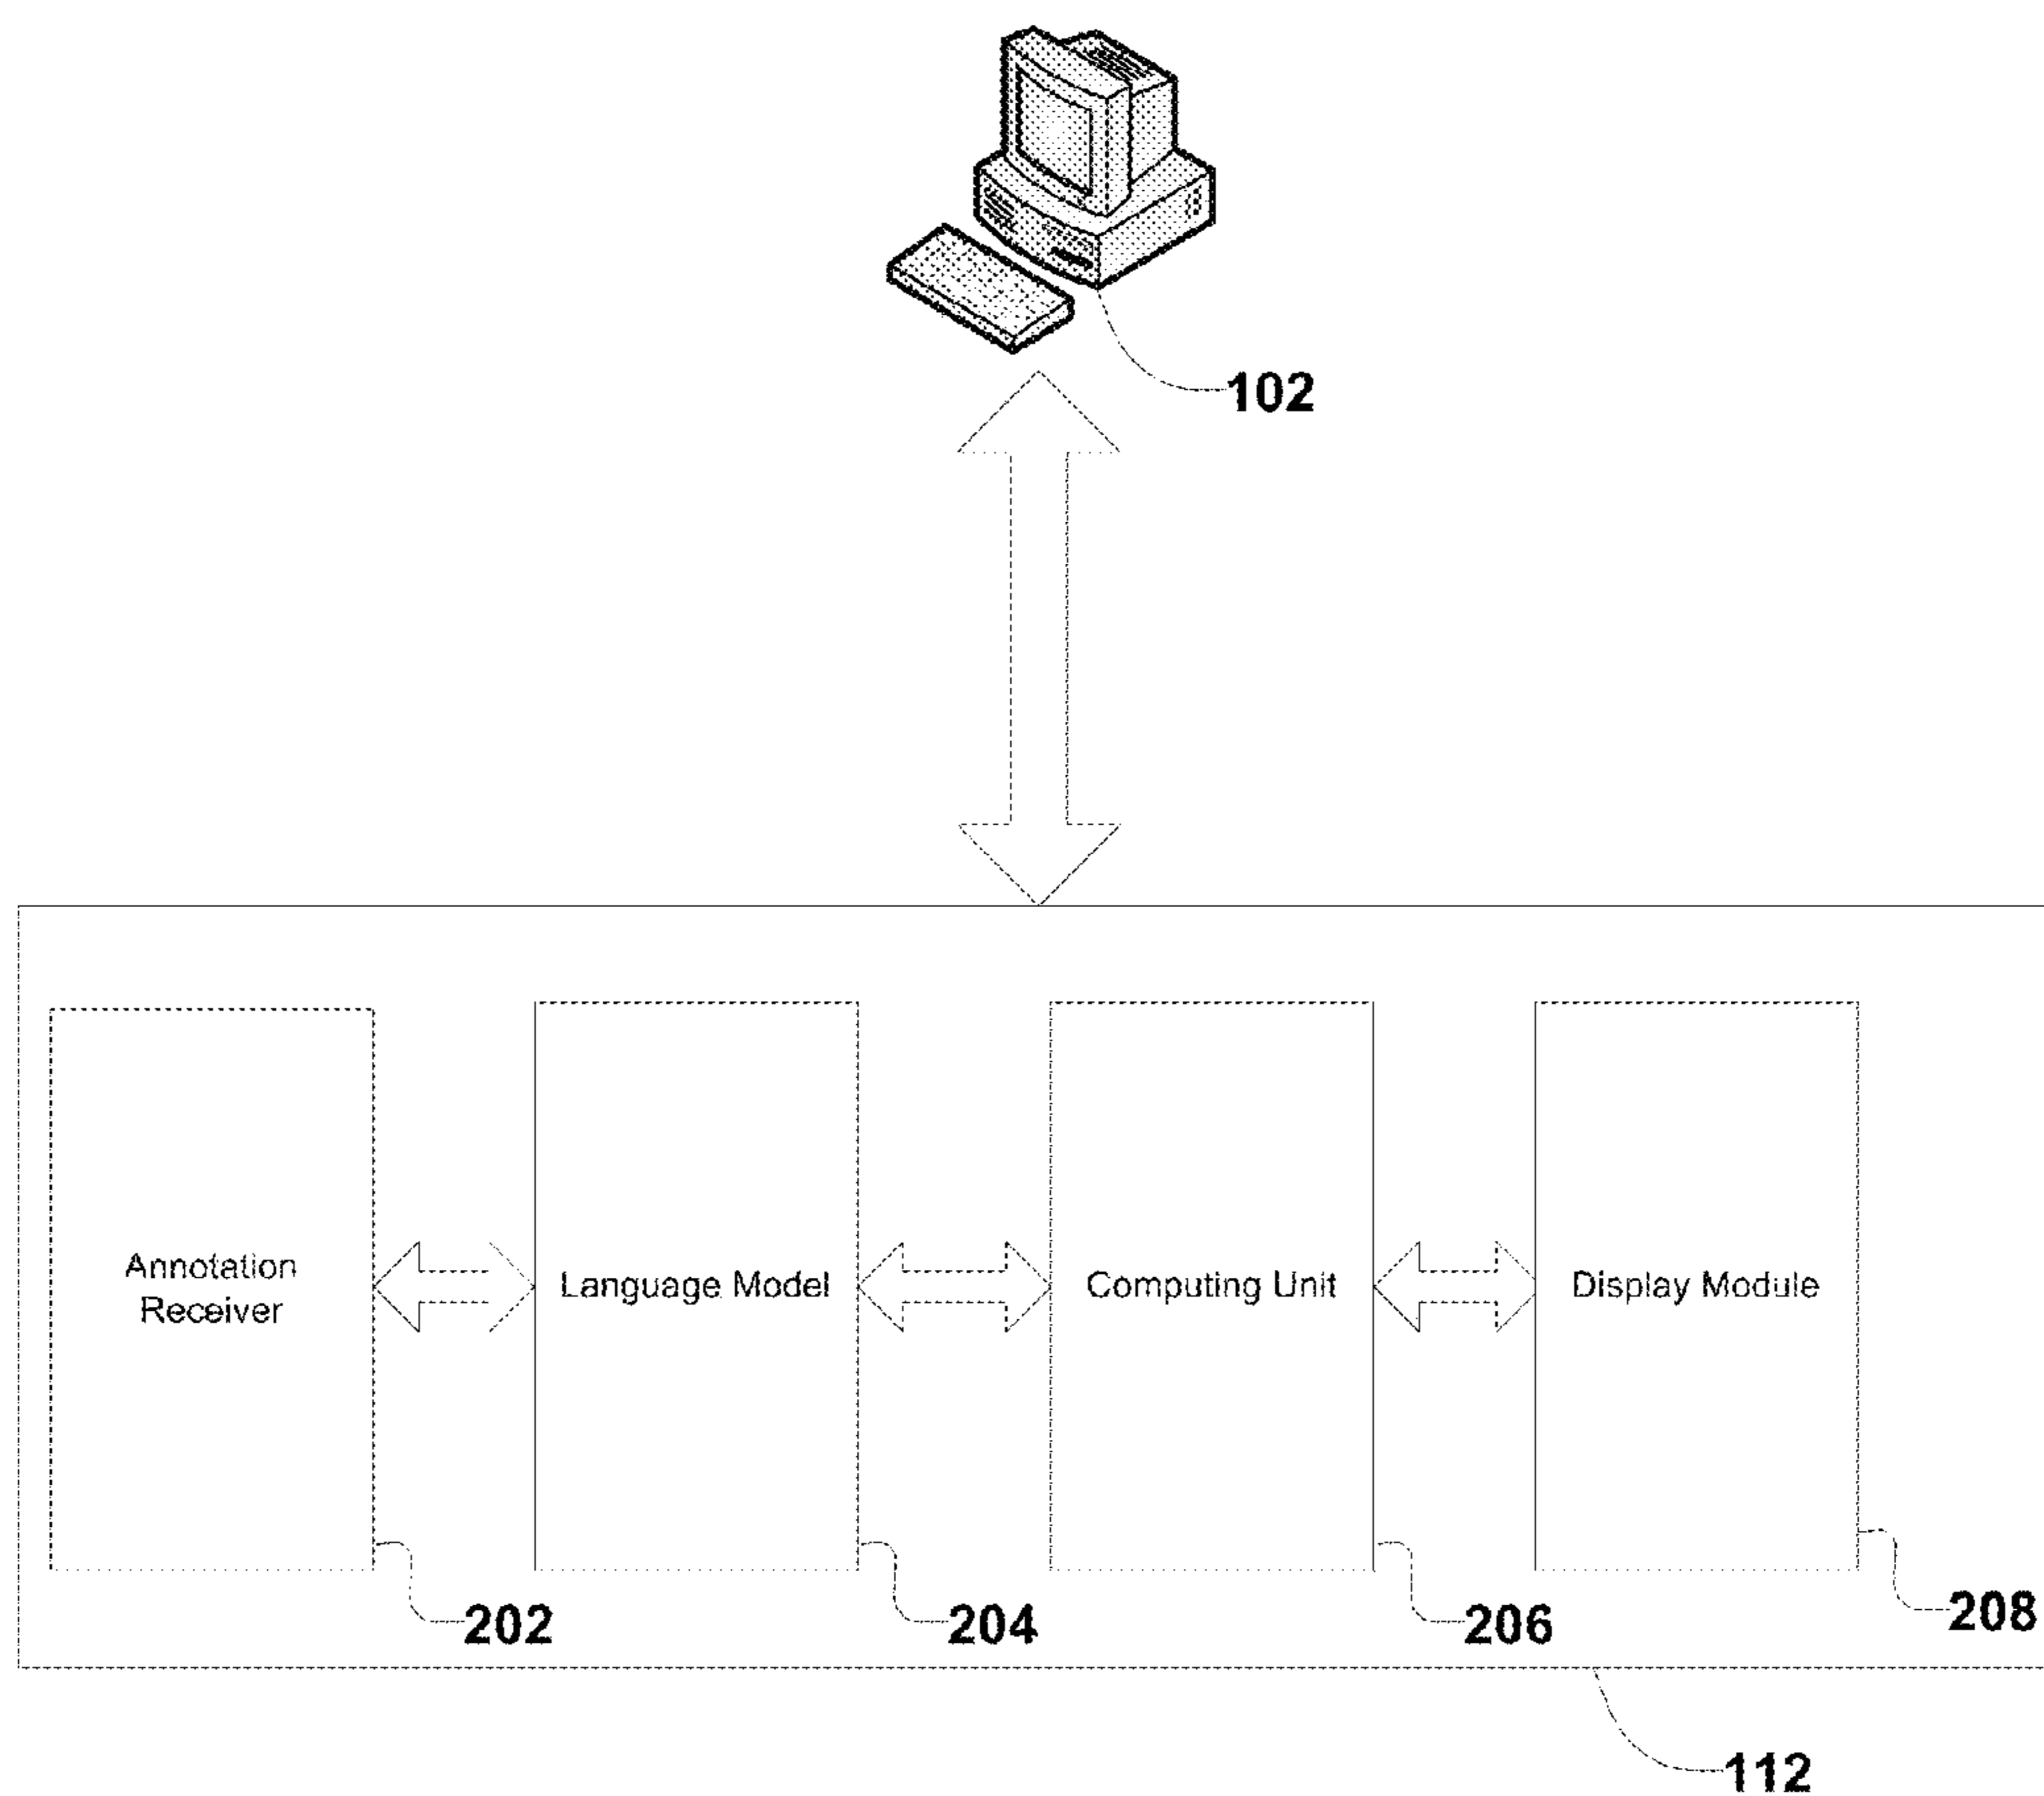 102
Annotation
Receiver
Language Model
Computing Unit
Display Module
202
204
206
208
112